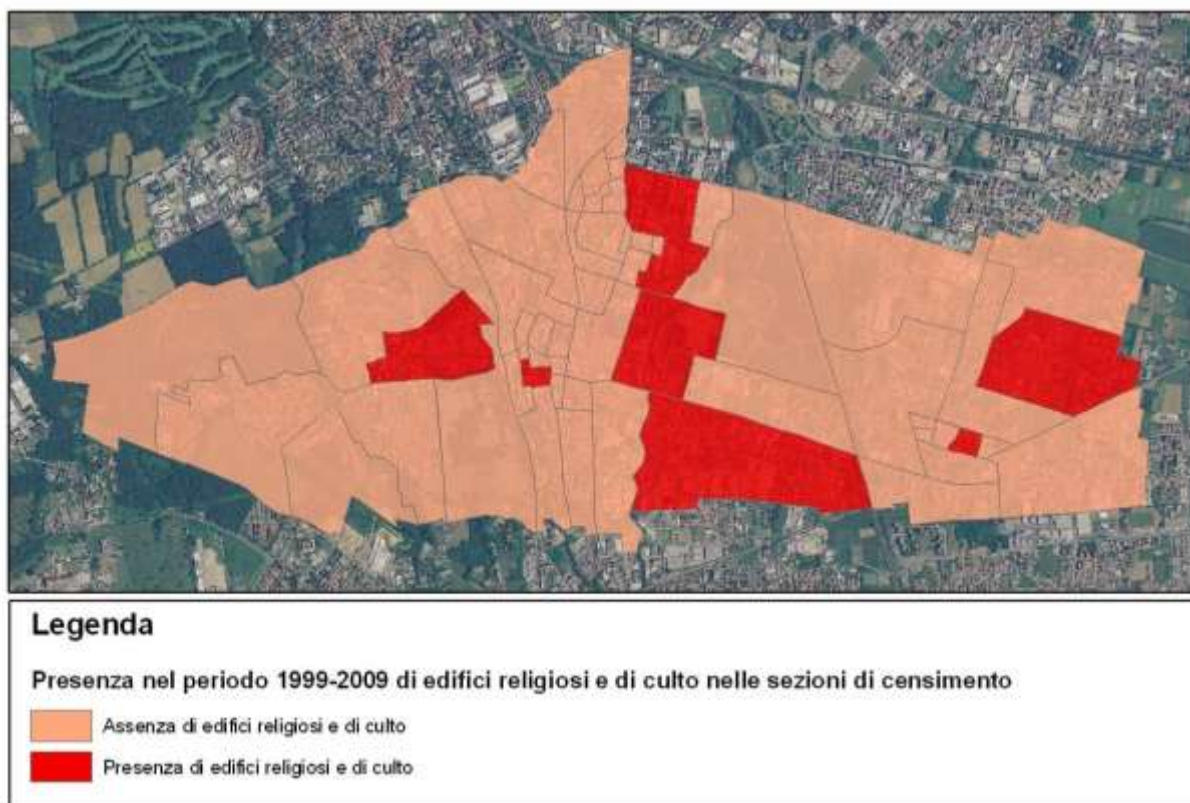 Legenda
Presenza nel periodo 1999-2009 di edifici religiosi e di culto nelle sezioni di censimento
Assenza di edifici religiosi e di culto
Presenza di edifici religiosi e di culto